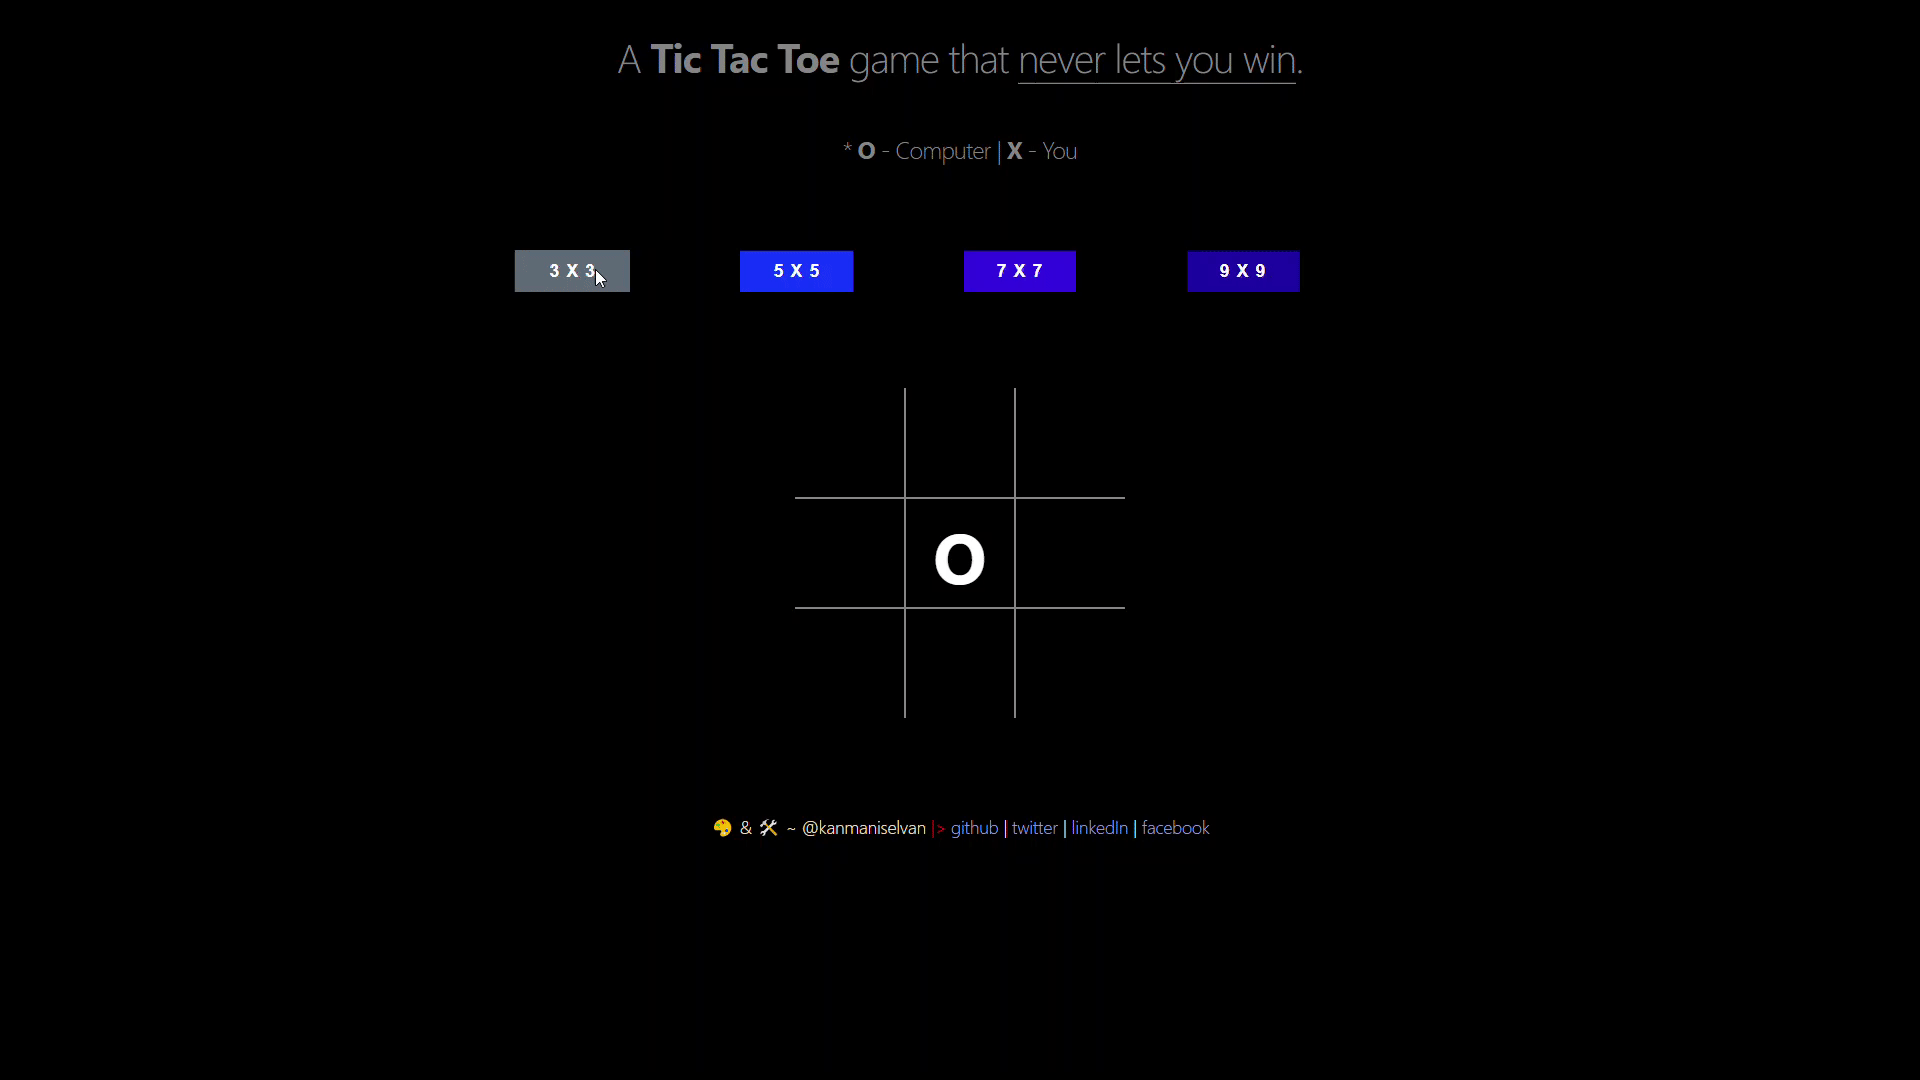 A Tic Tac Toe game that never lets you win.
* O - Computer | X - You
3 X 3 5 X 5 7 X 7 9 X 9
O
🎨 & 🛠 ~ @kanmaniselvan |> github | twitter | linkedIn | facebook